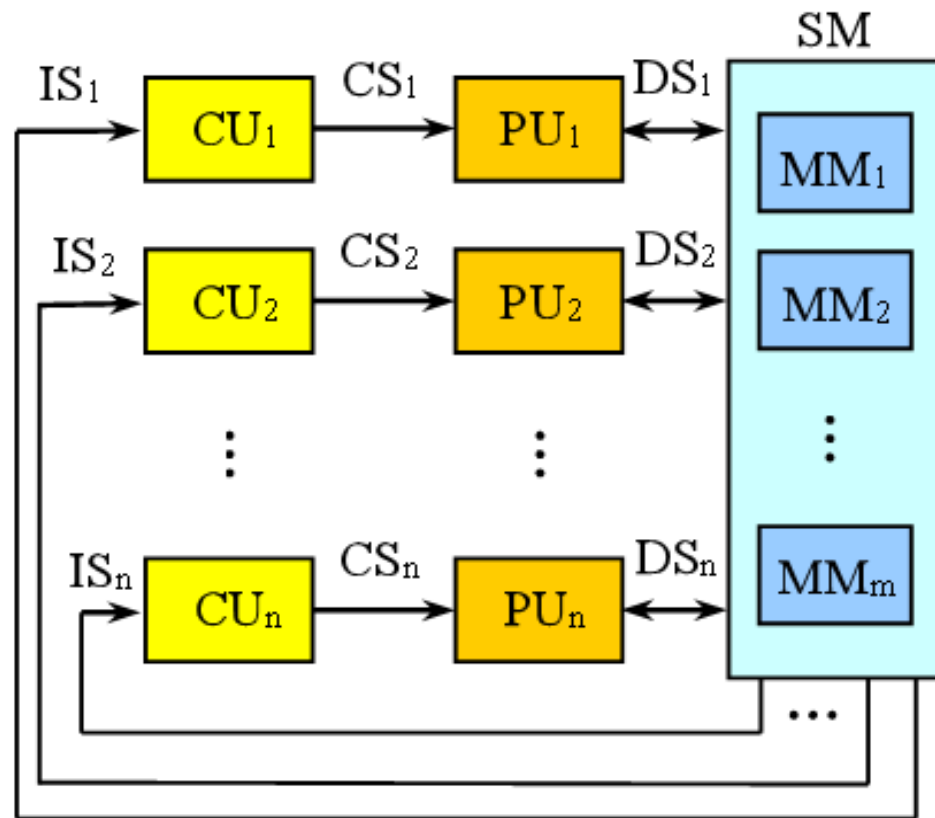 SM
IS₁ CS₁ DS₁
CU₁ PU₁
MM₁
IS₂ CS₂ DS₂
CU₂ PU₂ MM₂
⋮ ⋮ ⋮
ISₙ CSₙ DSₙ
CUₙ PUₙ MMₘ
...